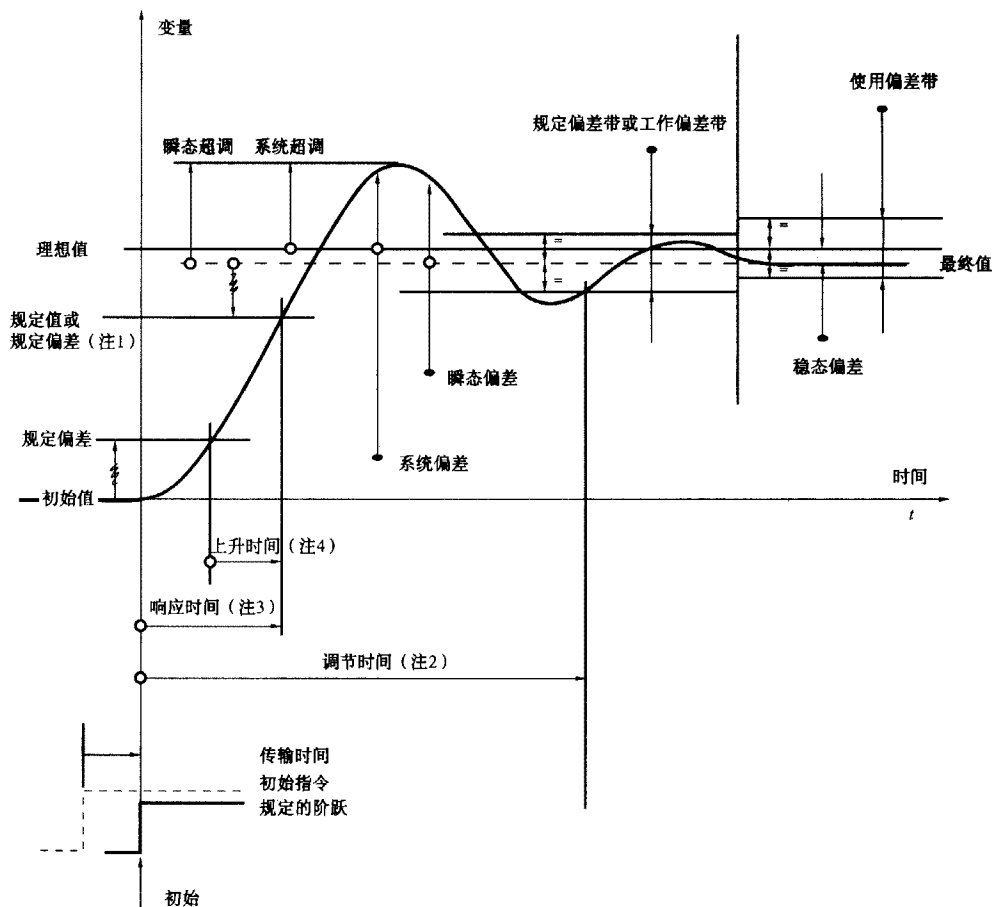 变量
使用偏差带
规定偏差带或工作偏差带
瞬态超调
系统超调
理想值
最终值
规定值或
规定偏差（注1）
稳态偏差
瞬态偏差
规定偏差
系统偏差
时间
初始值
t
上升时间（注4）
响应时间（注3）
调节时间（注2）
传输时间
初始指令
规定的阶跃
初始